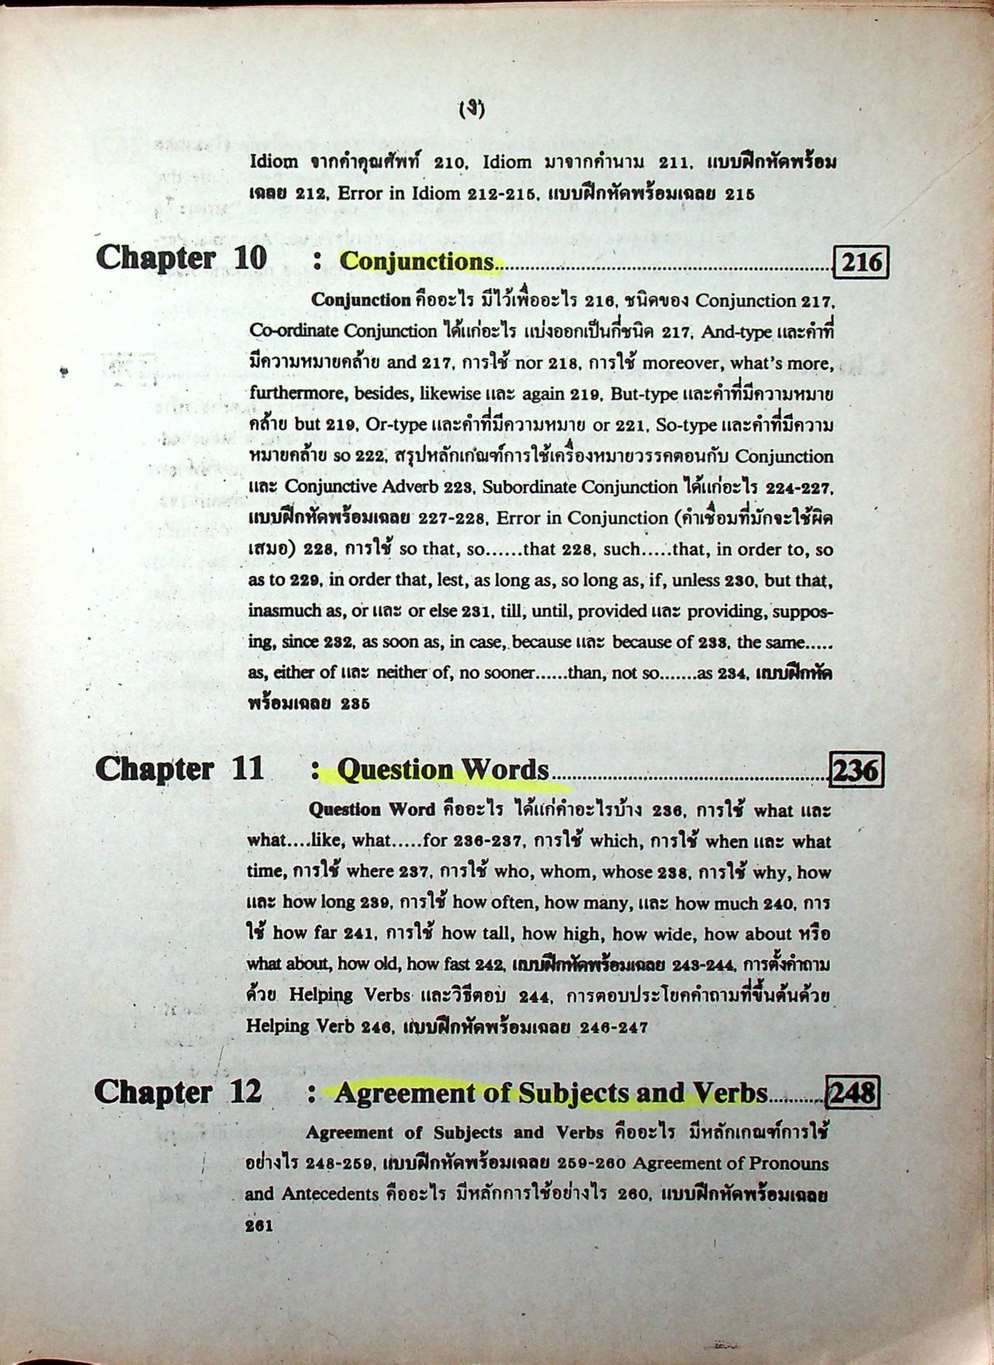 (ง)
Idiom จากคำคุณศัพท์ 210, Idiom มาจากคำนาม 211, แบบฝึกหัดพร้อม
เฉลย 212, Error in Idiom 212-215, แบบฝึกหัดพร้อมเฉลย 215
Chapter 10 : Conjunctions.................................................................. 216
Conjunction คืออะไร มีไว้เพื่ออะไร 216, ชนิดของ Conjunction 217,
Co-ordinate Conjunction ได้แก่อะไร แบ่งออกเป็นกี่ชนิด 217, And-type และคำที่
มีความหมายคล้าย and 217, การใช้ nor 218, การใช้ moreover, what's more,
furthermore, besides, likewise และ again 219, But-type และคำที่มีความหมาย
คล้าย but 219, Or-type และคำที่มีความหมาย or 221, So-type และคำที่มีความ
หมายคล้าย so 222, สรุปหลักเกณฑ์การใช้เครื่องหมายวรรคตอนกับ Conjunction
และ Conjunctive Adverb 223, Subordinate Conjunction ได้แก่อะไร 224-227,
แบบฝึกหัดพร้อมเฉลย 227-228, Error in Conjunction (คำเชื่อมที่มักจะใช้ผิด
เสมอ) 228, การใช้ so that, so......that 228, such.....that, in order to, so
as to 229, in order that, lest, as long as, so long as, if, unless 230, but that,
inasmuch as, or และ or else 231, till, until, provided และ providing, suppos-
ing, since 232, as soon as, in case, because และ because of 233, the same.....
as, either of และ neither of, no sooner......than, not so.......as 234, แบบฝึกหัด
พร้อมเฉลย 235
Chapter 11 : Question Words....................................................... 236
Question Word คืออะไร ได้แก่คำอะไรบ้าง 236, การใช้ what และ
what....like, what.....for 236-237, การใช้ which, การใช้ when และ what
time, การใช้ where 237, การใช้ who, whom, whose 238, การใช้ why, how
และ how long 239, การใช้ how often, how many, และ how much 240, การ
ใช้ how far 241, การใช้ how tall, how high, how wide, how about หรือ
what about, how old, how fast 242, แบบฝึกหัดพร้อมเฉลย 243-244, การตั้งคำถาม
ด้วย Helping Verbs และวิธีตอบ 244, การตอบประโยคคำถามที่ขึ้นต้นด้วย
Helping Verb 246, แบบฝึกหัดพร้อมเฉลย 246-247
Chapter 12 : Agreement of Subjects and Verbs........... 248
Agreement of Subjects and Verbs คืออะไร มีหลักเกณฑ์การใช้
อย่างไร 248-259, แบบฝึกหัดพร้อมเฉลย 259-260 Agreement of Pronouns
and Antecedents คืออะไร มีหลักการใช้อย่างไร 260, แบบฝึกหัดพร้อมเฉลย
261